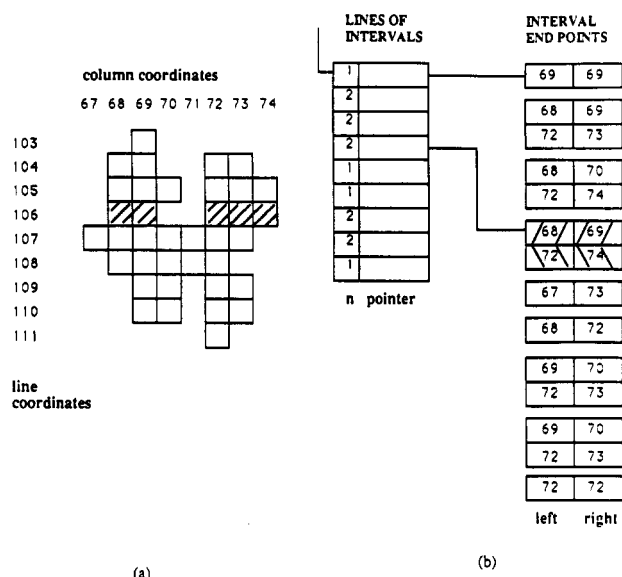 column coordinates
67 68 69 70 71 72 73 74
103
104
105
106
107
108
109
110
111
line
coordinates
(a)
LINES OF
INTERVALS
1
2
2
2
1
1
2
2
1
n pointer
INTERVAL
END POINTS
69 69
68 69
72 73
68 70
72 74
68 69
72 74
67 73
68 72
69 70
72 73
69 70
72 73
72 72
left right
(b)